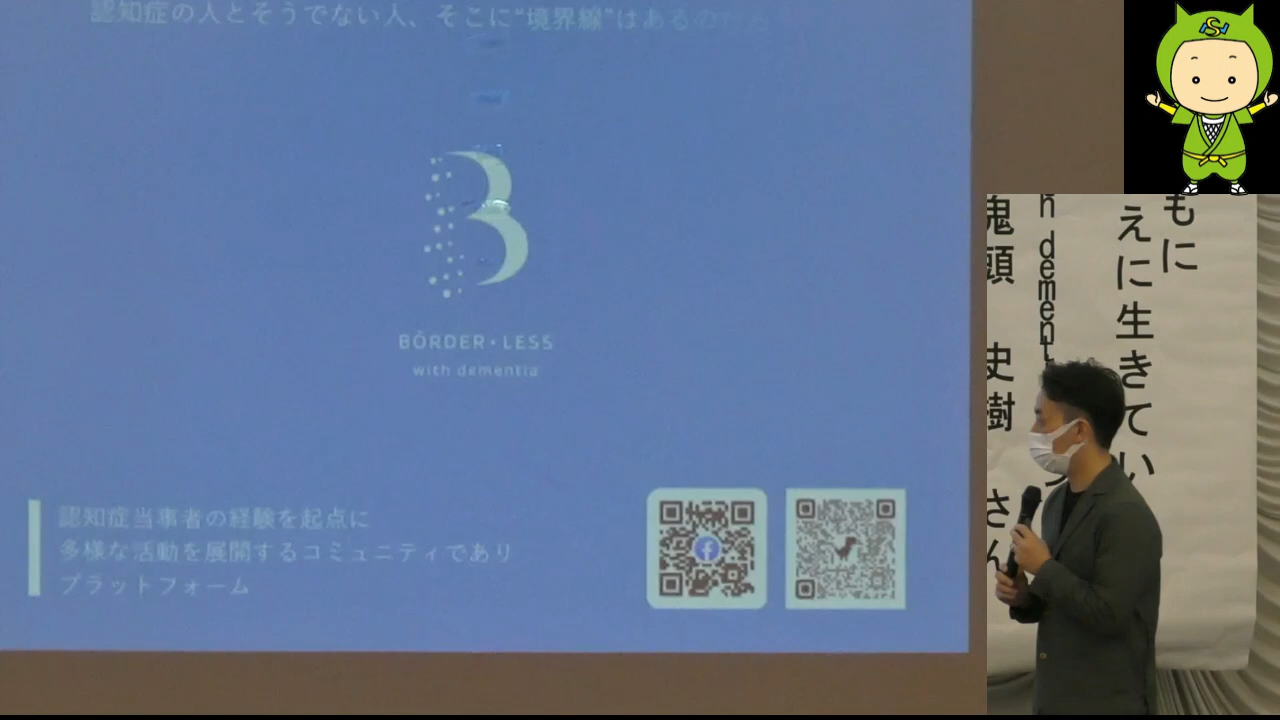 認知症の人とそうでない人、そこに“境界線”はあるのだ
BORDER・LESS
with dementia
認知症当事者の経験を起点に
多様な活動を展開するコミュニティであり
プラットフォーム
もに
えに生きてい
h dement
鬼頭 史樹 さん
S